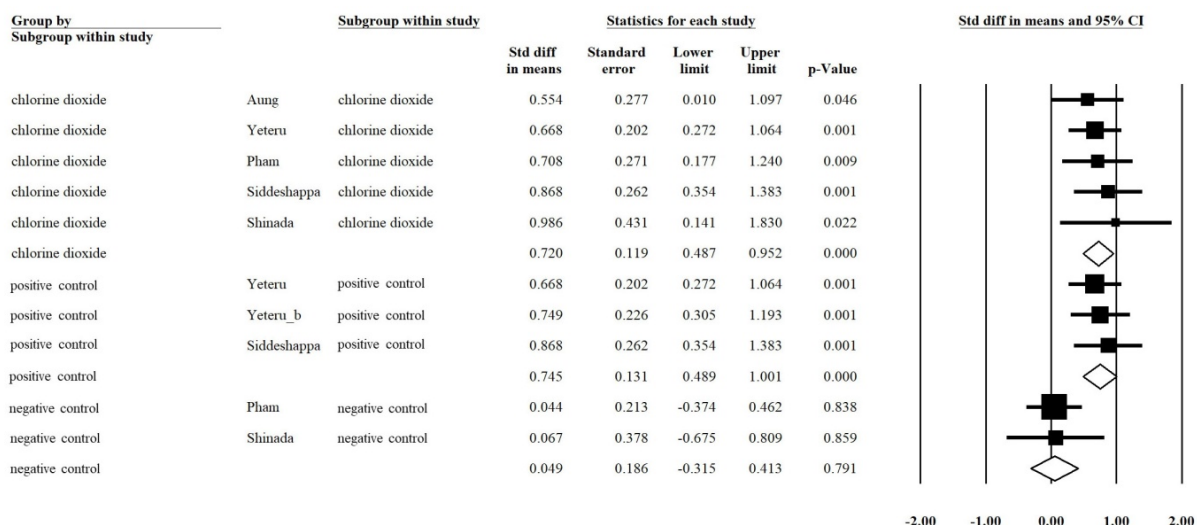 Group by Subgroup within study Statistics for each study Std diff in means and 95% CI
Subgroup within study
Std diff Standard Lower Upper
in means error limit limit p-Value
chlorine dioxide Aung chlorine dioxide 0.554 0.277 0.010 1.097 0.046
chlorine dioxide Yeteru chlorine dioxide 0.668 0.202 0.272 1.064 0.001
chlorine dioxide Pham chlorine dioxide 0.708 0.271 0.177 1.240 0.009
chlorine dioxide Siddeshappa chlorine dioxide 0.868 0.262 0.354 1.383 0.001
chlorine dioxide Shinada chlorine dioxide 0.986 0.431 0.141 1.830 0.022
chlorine dioxide 0.720 0.119 0.487 0.952 0.000
positive control Yeteru positive control 0.668 0.202 0.272 1.064 0.001
positive control Yeteru_b positive control 0.749 0.226 0.305 1.193 0.001
positive control Siddeshappa positive control 0.868 0.262 0.354 1.383 0.001
positive control 0.745 0.131 0.489 1.001 0.000
negative control Pham negative control 0.044 0.213 -0.374 0.462 0.838
negative control Shinada negative control 0.067 0.378 -0.675 0.809 0.859
negative control 0.049 0.186 -0.315 0.413 0.791
-2.00 -1.00 0.00 1.00 2.00